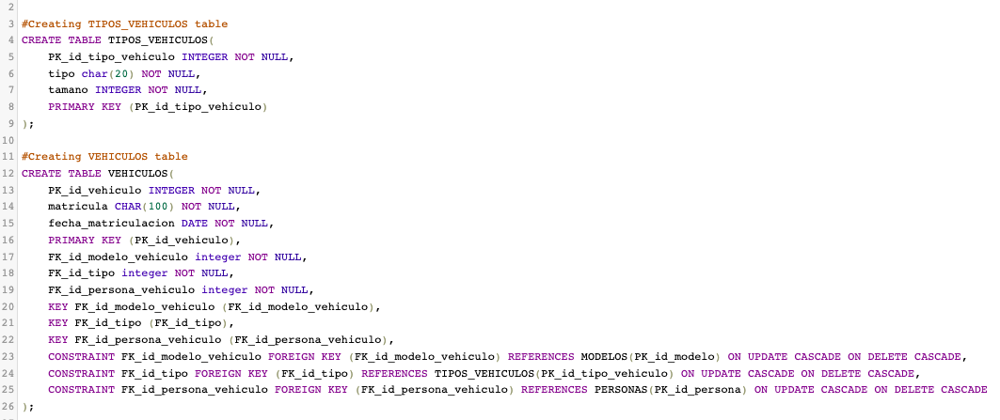 2
3 #Creating TIPOS_VEHICULOS table
4 CREATE TABLE TIPOS_VEHICULOS(
5 PK_id_tipo_vehiculo INTEGER NOT NULL,
6 tipo char(20) NOT NULL,
7 tamano INTEGER NOT NULL,
8 PRIMARY KEY (PK_id_tipo_vehiculo)
9 );
10
11 #Creating VEHICULOS table
12 CREATE TABLE VEHICULOS(
13 PK_id_vehiculo INTEGER NOT NULL,
14 matricula CHAR(100) NOT NULL,
15 fecha_matriculacion DATE NOT NULL,
16 PRIMARY KEY (PK_id_vehiculo),
17 FK_id_modelo_vehiculo integer NOT NULL,
18 FK_id_tipo integer NOT NULL,
19 FK_id_persona_vehiculo integer NOT NULL,
20 KEY FK_id_modelo_vehiculo (FK_id_modelo_vehiculo),
21 KEY FK_id_tipo (FK_id_tipo),
22 KEY FK_id_persona_vehiculo (FK_id_persona_vehiculo),
23 CONSTRAINT FK_id_modelo_vehiculo FOREIGN KEY (FK_id_modelo_vehiculo) REFERENCES MODELOS(PK_id_modelo) ON UPDATE CASCADE ON DELETE CASCADE,
24 CONSTRAINT FK_id_tipo FOREIGN KEY (FK_id_tipo) REFERENCES TIPOS_VEHICULOS(PK_id_tipo_vehiculo) ON UPDATE CASCADE ON DELETE CASCADE,
25 CONSTRAINT FK_id_persona_vehiculo FOREIGN KEY (FK_id_persona_vehiculo) REFERENCES PERSONAS(PK_id_persona) ON UPDATE CASCADE ON DELETE CASCADE
26 );